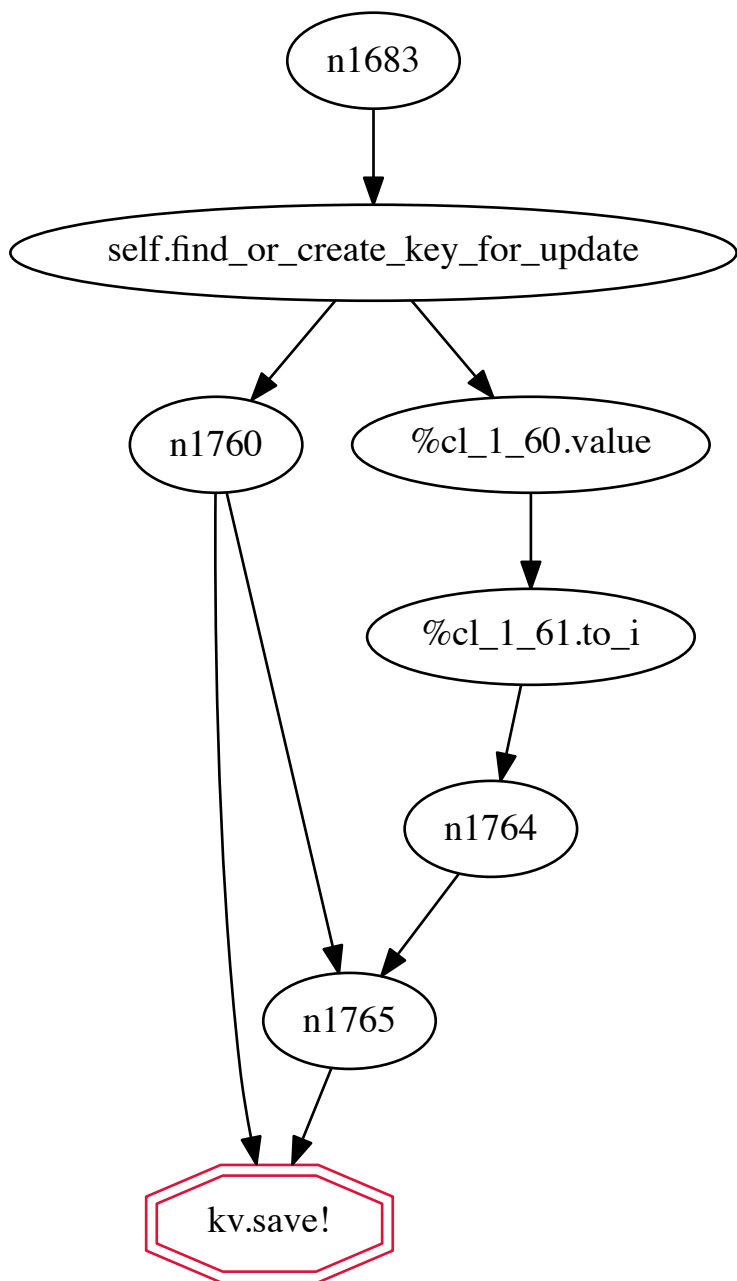 n1683
self.find_or_create_key_for_update
n1760
%cl_1_60.value
%cl_1_61.to_i
n1764
n1765
kv.save!